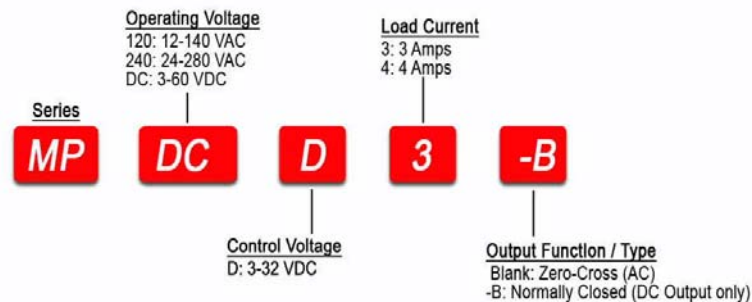 Operating Voltage
120: 12-140 VAC
240: 24-280 VAC
DC: 3-60 VDC
Load Current
3: 3 Amps
4: 4 Amps
Series
MP DC D 3 -B
Control Voltage
D: 3-32 VDC
Output Function / Type
Blank: Zero-Cross (AC)
-B: Normally Closed (DC Output only)